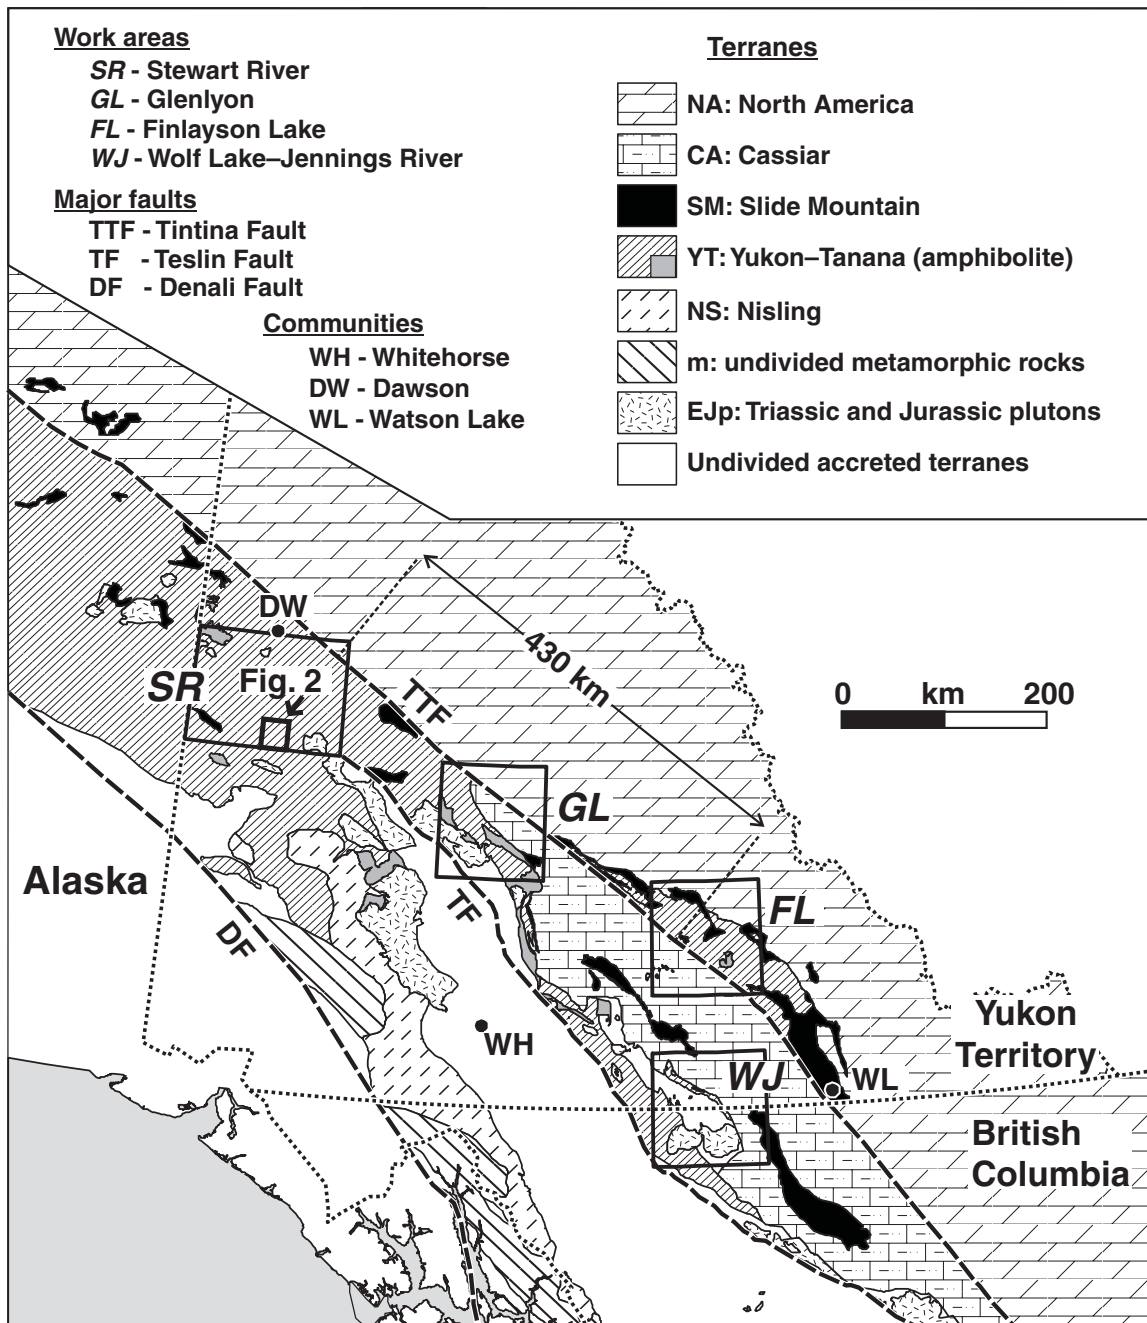 Work areas
SR - Stewart River
GL - Glenlyon
FL - Finlayson Lake
WJ - Wolf Lake–Jennings River
Major faults
TTF - Tintina Fault
TF - Teslin Fault
DF - Denali Fault
Communities
WH - Whitehorse
DW - Dawson
WL - Watson Lake
Terranes
NA: North America
CA: Cassiar
SM: Slide Mountain
YT: Yukon–Tanana (amphibolite)
NS: Nisling
m: undivided metamorphic rocks
EJp: Triassic and Jurassic plutons
Undivided accreted terranes
DW
SR
Fig. 2
TTF
430 km
0 km 200
GL
Alaska
TF
FL
DF
WH
Yukon
Territory
WJ
WL
British
Columbia